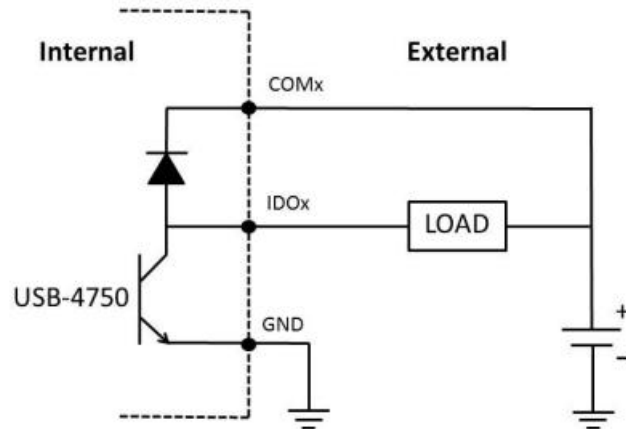 Internal
External
COMx
IDOx
LOAD
USB-4750
GND
+
−